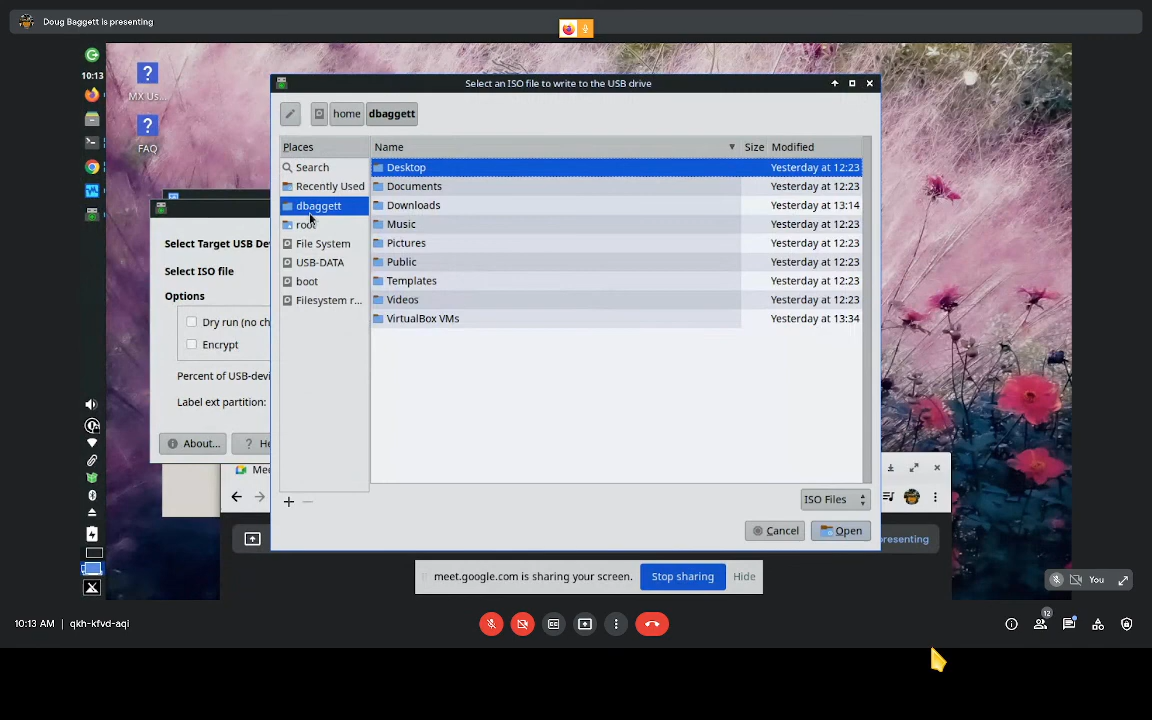 Doug Baggett is presenting
10:13
MX Us...
FAQ
Select an ISO file to write to the USB drive
home
dbaggett
Places
Name
Size
Modified
Search
Recently Used
dbaggett
root
File System
USB-DATA
boot
Filesystem r...
Desktop
Yesterday at 12:23
Documents
Yesterday at 12:23
Downloads
Yesterday at 13:14
Music
Yesterday at 12:23
Pictures
Yesterday at 12:23
Public
Yesterday at 12:23
Templates
Yesterday at 12:23
Videos
Yesterday at 12:23
VirtualBox VMs
Yesterday at 13:34
ISO Files
Cancel
Open
Select Target USB De
Select ISO file
Options
Dry run (no ch
Encrypt
Percent of USB-devi
Label ext partition:
About...
He
Mee
presenting
meet.google.com is sharing your screen.
Stop sharing
Hide
You
10:13 AM | qkh-kfvd-aqi
12